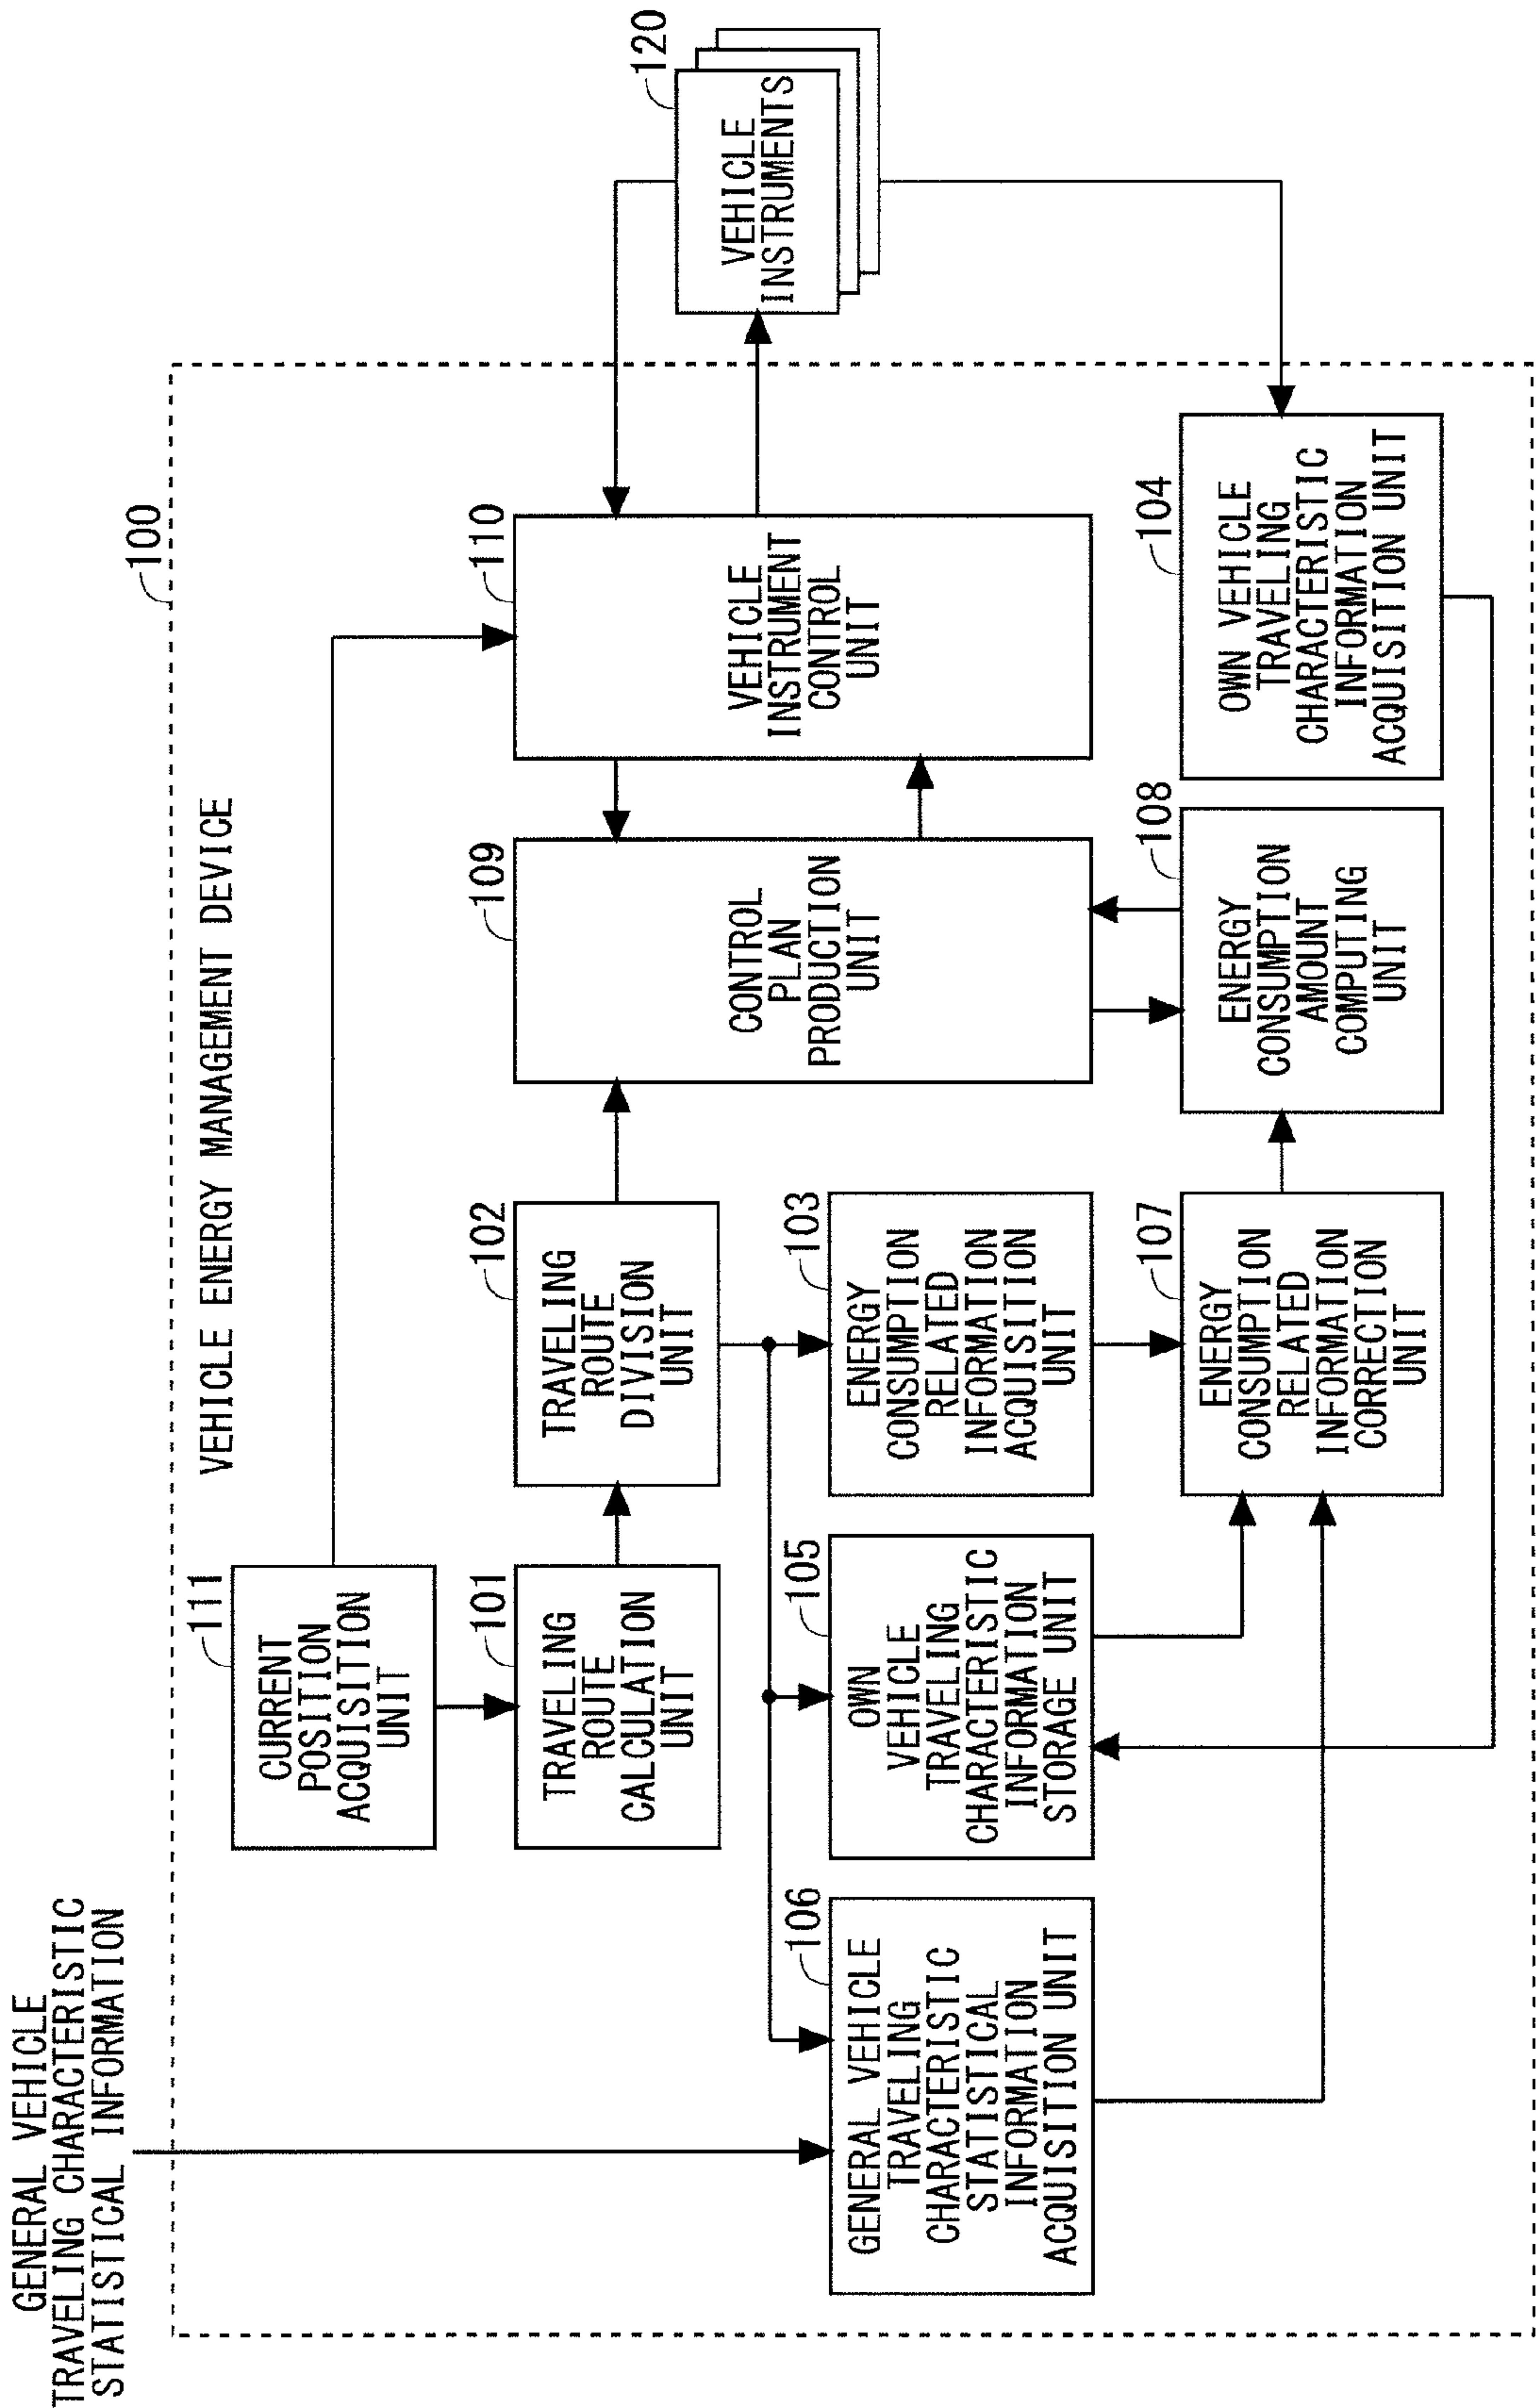 GENERAL VEHICLE
TRAVELING CHARACTERISTIC
STATISTICAL INFORMATION
100
VEHICLE ENERGY MANAGEMENT DEVICE
111
CURRENT
POSITION
ACQUISITION
UNIT
101
TRAVELING
ROUTE
CALCULATION
UNIT
102
TRAVELING
ROUTE
DIVISION
UNIT
109
CONTROL
PLAN
PRODUCTION
UNIT
110
VEHICLE
INSTRUMENT
CONTROL
UNIT
120
VEHICLE
INSTRUMENTS
106
GENERAL VEHICLE
TRAVELING
CHARACTERISTIC
STATISTICAL
INFORMATION
ACQUISITION UNIT
105
OWN
VEHICLE
TRAVELING
CHARACTERISTIC
INFORMATION
STORAGE UNIT
103
ENERGY
CONSUMPTION
RELATED
INFORMATION
ACQUISITION
UNIT
107
ENERGY
CONSUMPTION
RELATED
INFORMATION
CORRECTION
UNIT
108
ENERGY
CONSUMPTION
AMOUNT
COMPUTING
UNIT
104
OWN VEHICLE
TRAVELING
CHARACTERISTIC
INFORMATION
ACQUISITION UNIT